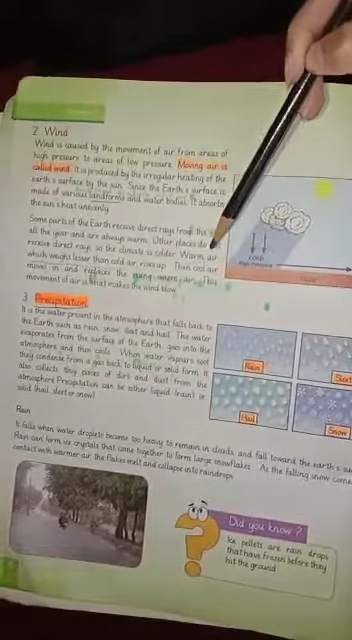 2. Wind
Wind is caused by the movement of air from areas of
high pressure to areas of low pressure. Moving air is
called wind. It is produced by the irregular heating of the
earth's surface by the sun. Since the Earth's surface is
made of various landforms and water bodies. It absorbs
the sun's heat unevenly.
Some parts of the Earth receive direct rays from the
all the year and are always warm. Other places do
receive direct rays, so the climate is colder. Warm air
which weighs lesser than cold air rises up. Then cool air
moves in and replaces the rising warm air. This
movement of air is what makes the wind blow.
COLD
High Pressure
3. Precipitation
It is the water present in the atmosphere that falls back to
the Earth such as rain, snow, dust and hail. The water
evaporates from the surface of the Earth, goes into the
atmosphere and then cools. When water vapours cool
they condense from a gas back to liquid or solid form. It
also collects tiny pieces of dirt and dust from the
atmosphere. Precipitation can be either liquid (rain) or
solid (hail, sleet or snow).
Rain
Hail
Snow
Rain
It falls when water droplets become too heavy to remain in clouds, and fall toward the earth's
Rain can form ice crystals that come together to form large snowflakes. As the falling snow
contact with warmer air the flakes melt and collapse into raindrops.
Did you know?
Ice pellets are rain drops
that have frozen before they
hit the ground